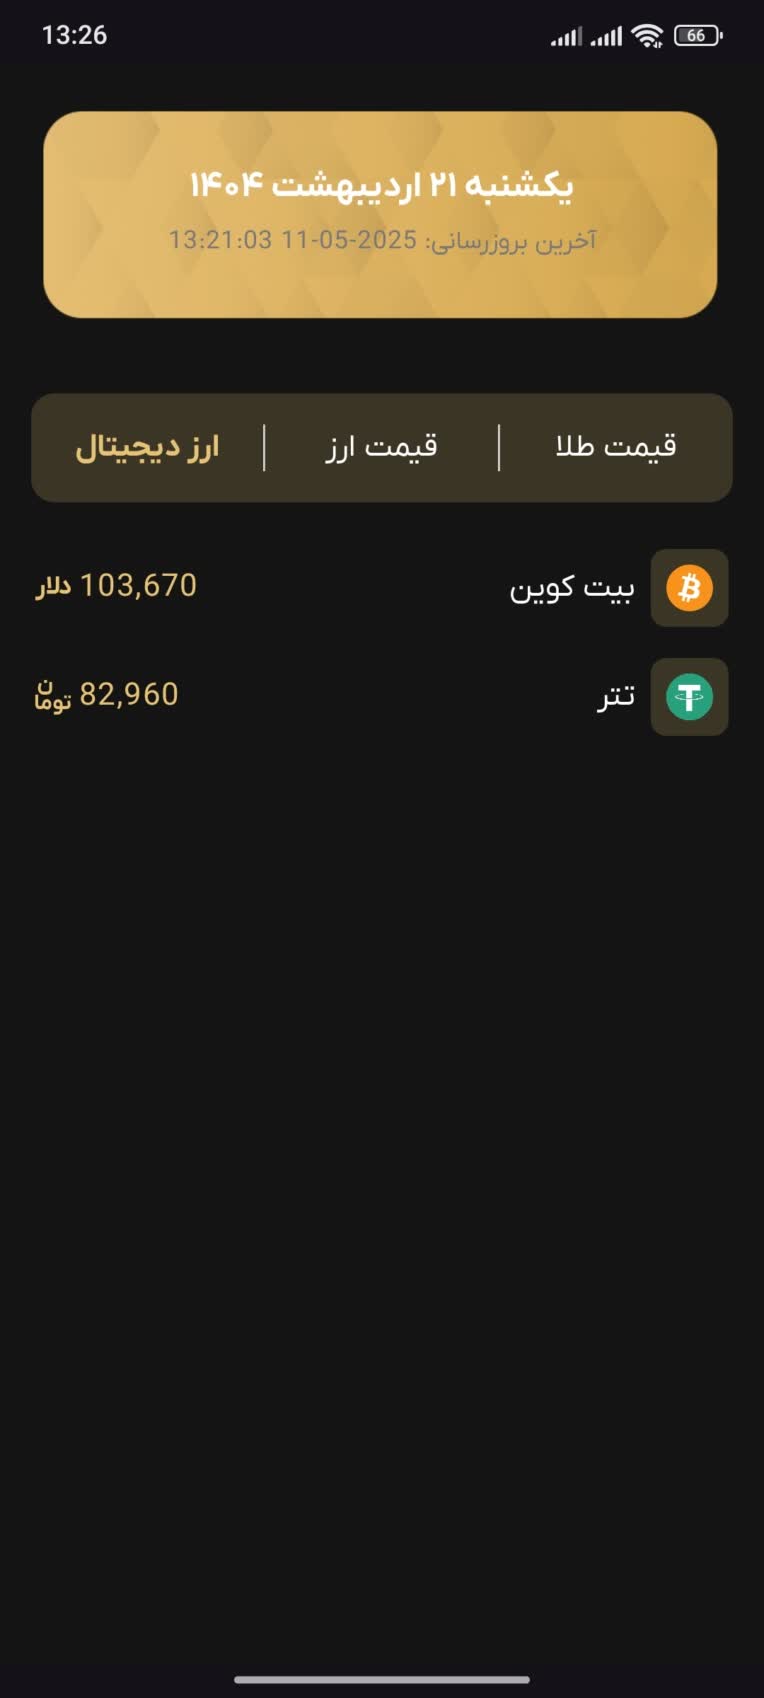 13:26
66
یکشنبه ۲۱ اردیبهشت ۱۴۰۴
آخرین بروزرسانی: 2025-05-11 13:21:03
قیمت طلا | قیمت ارز | ارز دیجیتال
بیت کوین 103,670 دلار
تتر 82,960 تومان